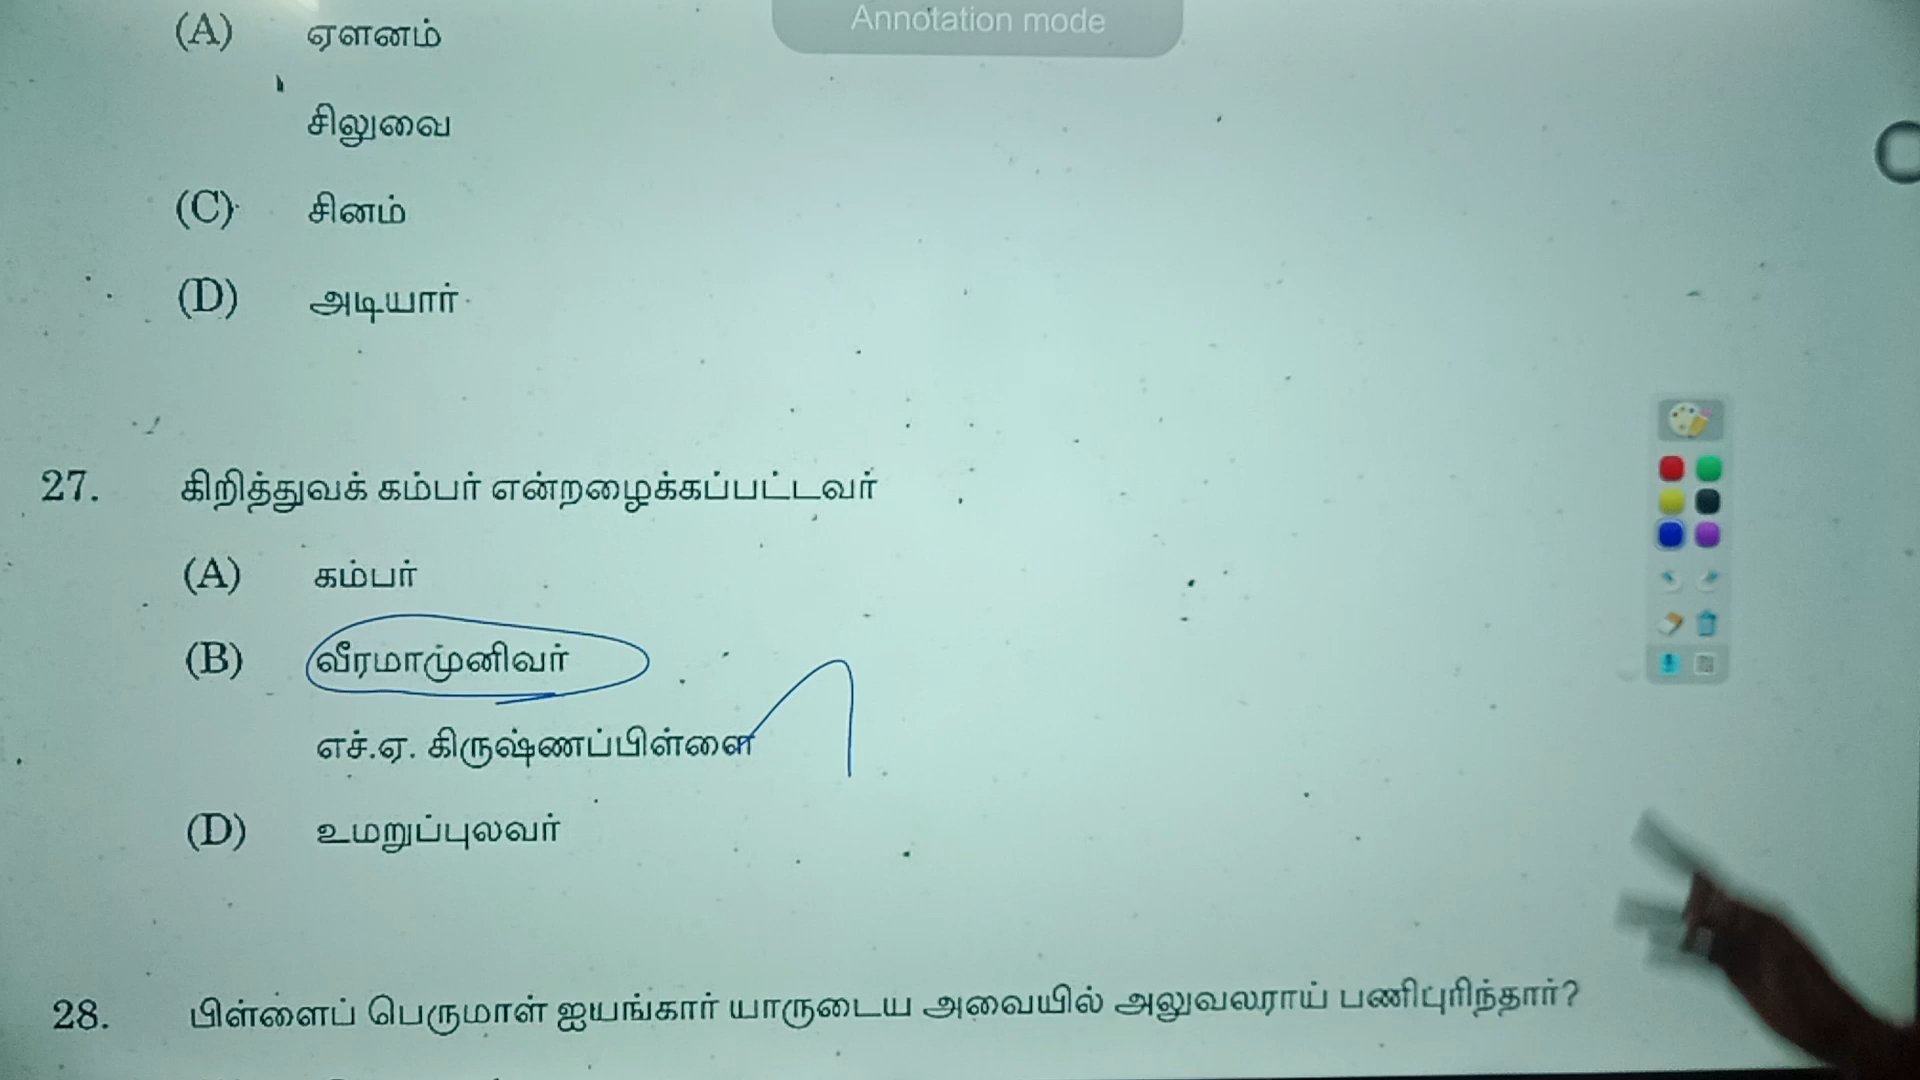 Annotation mode
(A) ஏளனம்
சிலுவை
(C) சினம்
(D) அடியார்
27. கிறித்துவக் கம்பர் என்றழைக்கப்பட்டவர்
(A) கம்பர்
(B) வீரமாமுனிவர்
எச்.ஏ. கிருஷ்ணப்பிள்ளை
(D) உமறுப்புலவர்
28. பிள்ளைப் பெருமாள் ஐயங்கார் யாருடைய அவையில் அலுவலராய் பணிபுரிந்தார்?